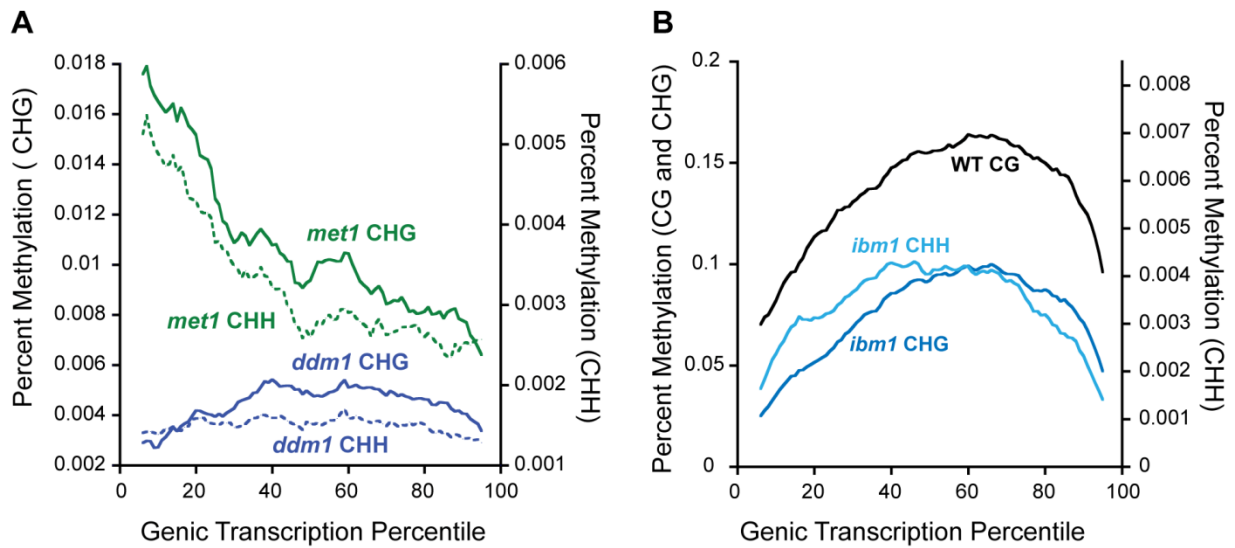 A
B
Percent Methylation ( CHG)
0.018
0.016
0.014
0.012
0.01
0.008
0.006
0.004
0.002
0.006
0.005
0.004
0.003
0.002
0.001
Percent Methylation (CHH)
met1 CHG
met1 CHH
ddm1 CHG
ddm1 CHH
0 20 40 60 80 100
Genic Transcription Percentile
Percent Methylation (CG and CHG)
0.2
0.15
0.1
0.05
0
0.008
0.007
0.006
0.005
0.004
0.003
0.002
0.001
0
Percent Methylation (CHH)
WT CG
ibm1 CHH
ibm1 CHG
0 20 40 60 80 100
Genic Transcription Percentile